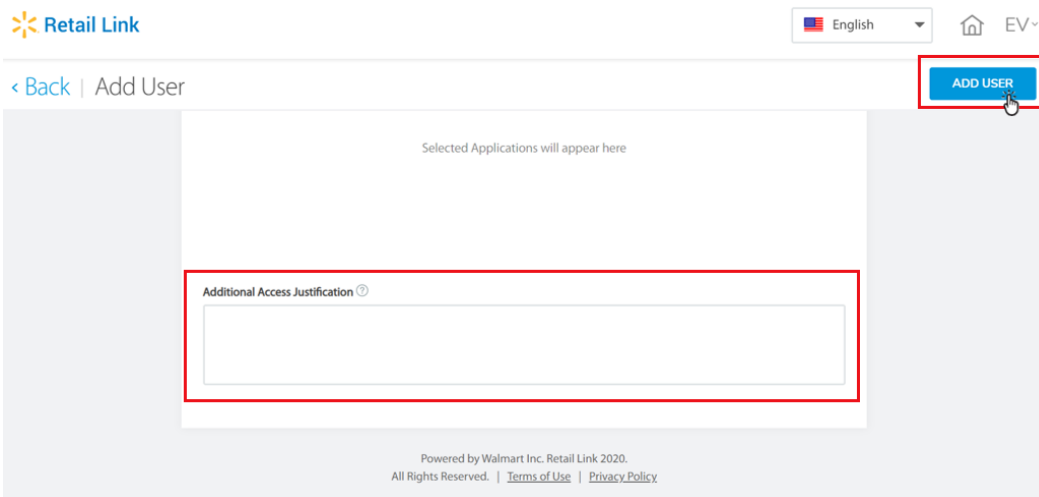 Retail Link
English
EV
< Back | Add User
ADD USER
Selected Applications will appear here
Additional Access Justification ?
Powered by Walmart Inc. Retail Link 2020.
All Rights Reserved. | Terms of Use | Privacy Policy